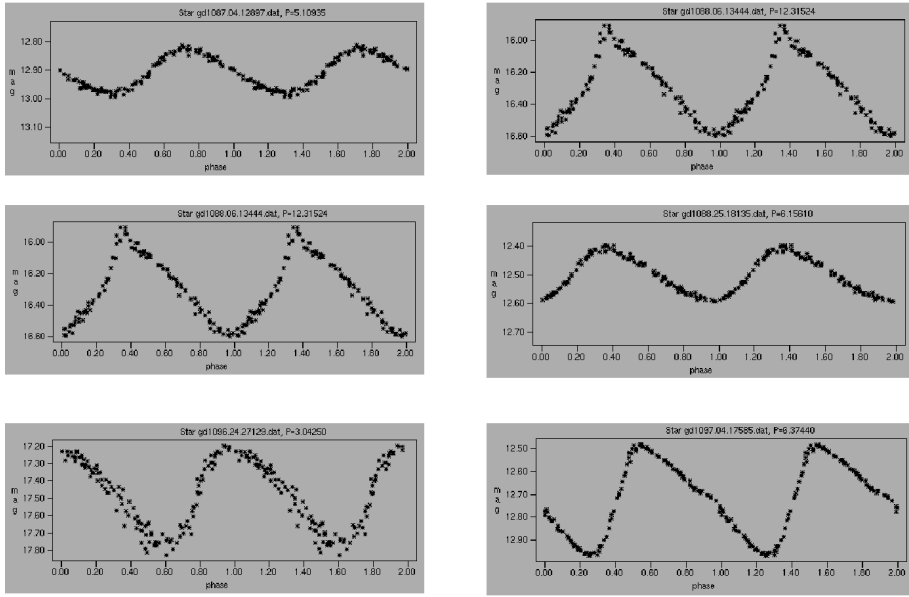 Star gd1087.04.12897.dat, P=5.10935
12.80
12.90
13.00
13.10
mag
0.00 0.20 0.40 0.60 0.80 1.00 1.20 1.40 1.60 1.80 2.00
phase
Star gd1088.06.13444.dat, P=12.31524
16.00
16.20
16.40
16.60
mag
0.00 0.20 0.40 0.60 0.80 1.00 1.20 1.40 1.60 1.80 2.00
phase
Star gd1088.06.13444.dat, P=12.31524
16.00
16.20
16.40
16.60
mag
0.00 0.20 0.40 0.60 0.80 1.00 1.20 1.40 1.60 1.80 2.00
phase
Star gd1088.25.18135.dat, P=6.15610
12.40
12.50
12.60
12.70
mag
0.00 0.20 0.40 0.60 0.80 1.00 1.20 1.40 1.60 1.80 2.00
phase
Star gd1096.24.27129.dat, P=3.04250
17.20
17.30
17.40
17.50
17.60
17.70
17.80
mag
0.00 0.20 0.40 0.60 0.80 1.00 1.20 1.40 1.60 1.80 2.00
phase
Star gd1097.04.17585.dat, P=8.37440
12.50
12.60
12.70
12.80
12.90
mag
0.00 0.20 0.40 0.60 0.80 1.00 1.20 1.40 1.60 1.80 2.00
phase